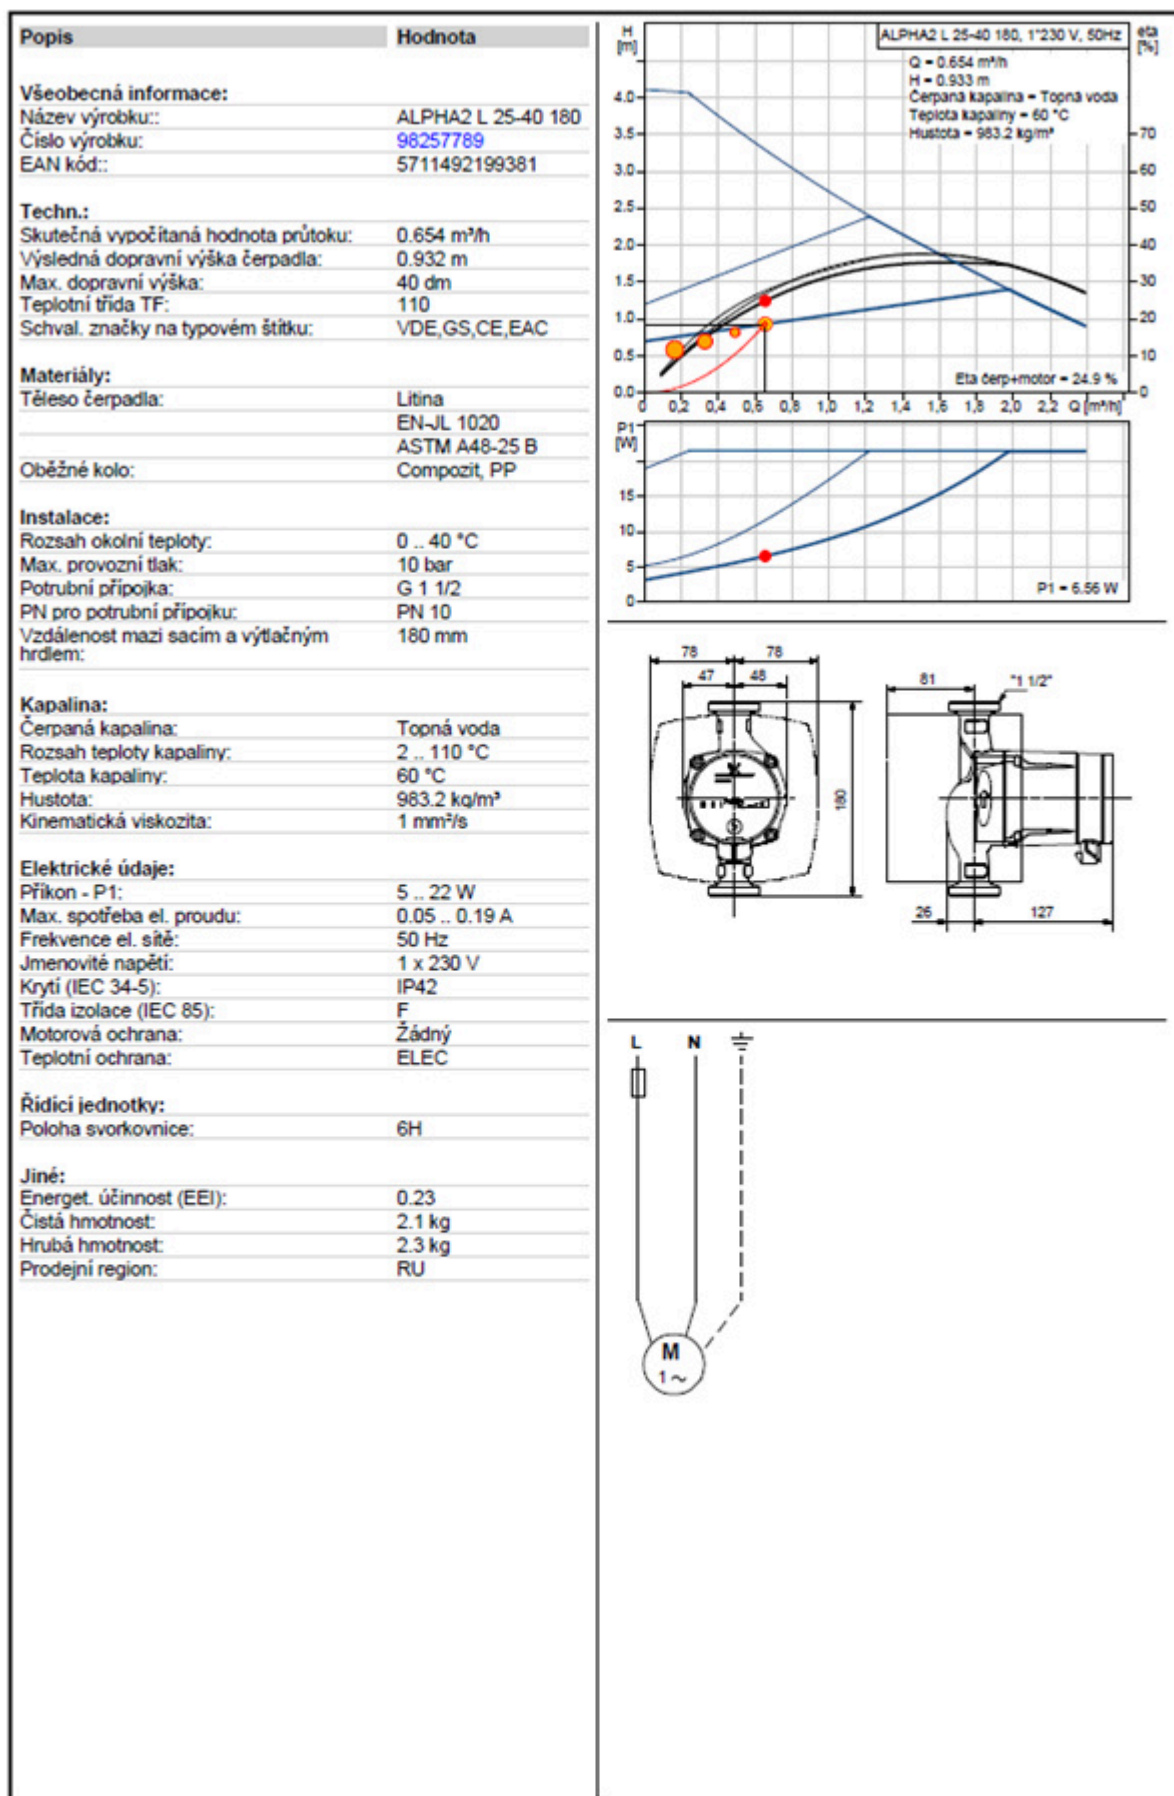 Popis Hodnota
Všeobecná informace:
Název výrobku:: ALPHA2 L 25-40 180
Číslo výrobku: 98257789
EAN kód:: 5711492199381
Techn.:
Skutečná vypočítaná hodnota průtoku: 0.654 m³/h
Výsledná dopravní výška čerpadla: 0.932 m
Max. dopravní výška: 40 dm
Teplotní třída TF: 110
Schval. značky na typovém štítku: VDE,GS,CE,EAC
Materiály:
Těleso čerpadla: Litina
EN-JL 1020
ASTM A48-25 B
Oběžné kolo: Compozit, PP
Instalace:
Rozsah okolní teploty: 0 .. 40 °C
Max. provozní tlak: 10 bar
Potrubní přípojka: G 1 1/2
PN pro potrubní přípojku: PN 10
Vzdálenost mazi sacím a výtlačným 180 mm
hrdlem:
Kapalina:
Čerpaná kapalina: Topná voda
Rozsah teploty kapaliny: 2 .. 110 °C
Teplota kapaliny: 60 °C
Hustota: 983.2 kg/m³
Kinematická viskozita: 1 mm²/s
Elektrické údaje:
Příkon - P1: 5 .. 22 W
Max. spotřeba el. proudu: 0.05 .. 0.19 A
Frekvence el. sítě: 50 Hz
Jmenovité napětí: 1 x 230 V
Krytí (IEC 34-5): IP42
Třída izolace (IEC 85): F
Motorová ochrana: Žádný
Teplotní ochrana: ELEC
Řídicí jednotky:
Poloha svorkovnice: 6H
Jiné:
Energet. účinnost (EEI): 0.23
Čistá hmotnost: 2.1 kg
Hrubá hmotnost: 2.3 kg
Prodejní region: RU
H
[m]
ALPHA2 L 25-40 180, 1*230 V, 50Hz
eta
[%]
Q = 0.654 m³/h
H = 0.933 m
Čerpaná kapalina = Topná voda
Teplota kapaliny = 60 °C
Hustota = 983.2 kg/m³
4.0
3.5 70
3.0 60
2.5 50
2.0 40
1.5 30
1.0 20
0.5 10
Eta čerp+motor = 24.9 %
0.0 0
0 0,2 0,4 0,6 0,8 1,0 1,2 1,4 1,6 1,8 2,0 2,2 Q [m³/h]
P1
[W]
15
10
5
P1 = 6.56 W
0
78 78
47 48
180
81 "1 1/2"
26 127
L N
M
1 ~